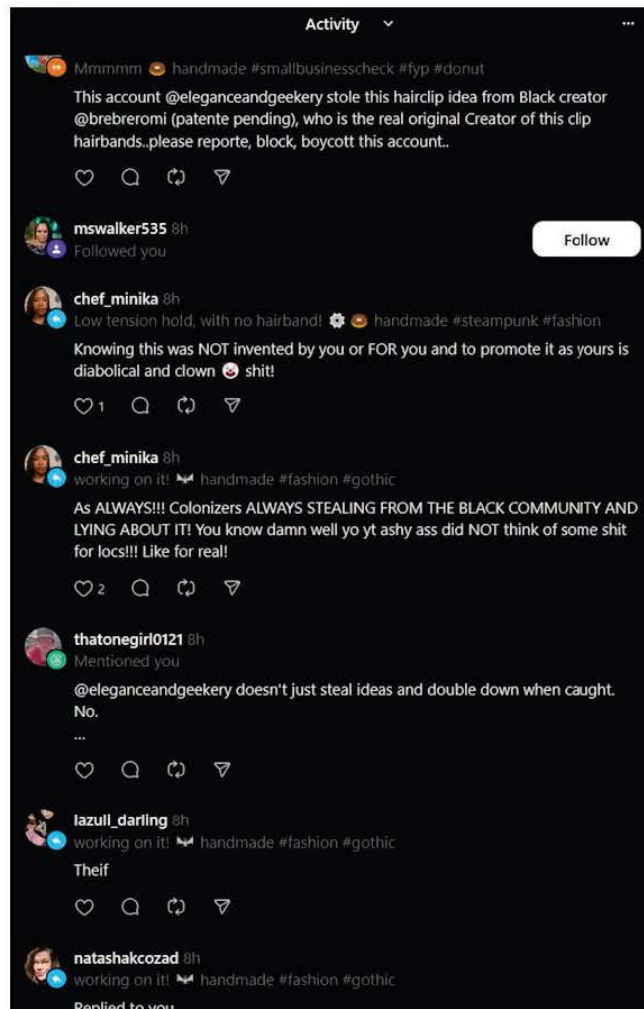 Activity
Mmmmm 🍩 handmade #smallbusinesscheck #fyp #donut
This account @eleganceandgeekery stole this hairclip idea from Black creator
@brebreromi (patente pending), who is the real original Creator of this clip
hairbands..please reporte, block, boycott this account..
mswalker535 8h
Followed you
Follow
chef_minika 8h
Low tension hold, with no hairband! ⚙️ 🍩 handmade #steampunk #fashion
Knowing this was NOT invented by you or FOR you and to promote it as yours is
diabolical and clown 🤡 shit!
1
chef_minika 8h
working on it! 🦇 handmade #fashion #gothic
As ALWAYS!!! Colonizers ALWAYS STEALING FROM THE BLACK COMMUNITY AND
LYING ABOUT IT! You know damn well yo yt ashy ass did NOT think of some shit
for locs!!! Like for real!
2
thatonegirl0121 8h
Mentioned you
@eleganceandgeekery doesn't just steal ideas and double down when caught.
No.
...
lazuli_darling 8h
working on it! 🦇 handmade #fashion #gothic
Theif
natashakcozad 8h
working on it! 🦇 handmade #fashion #gothic
Replied to you